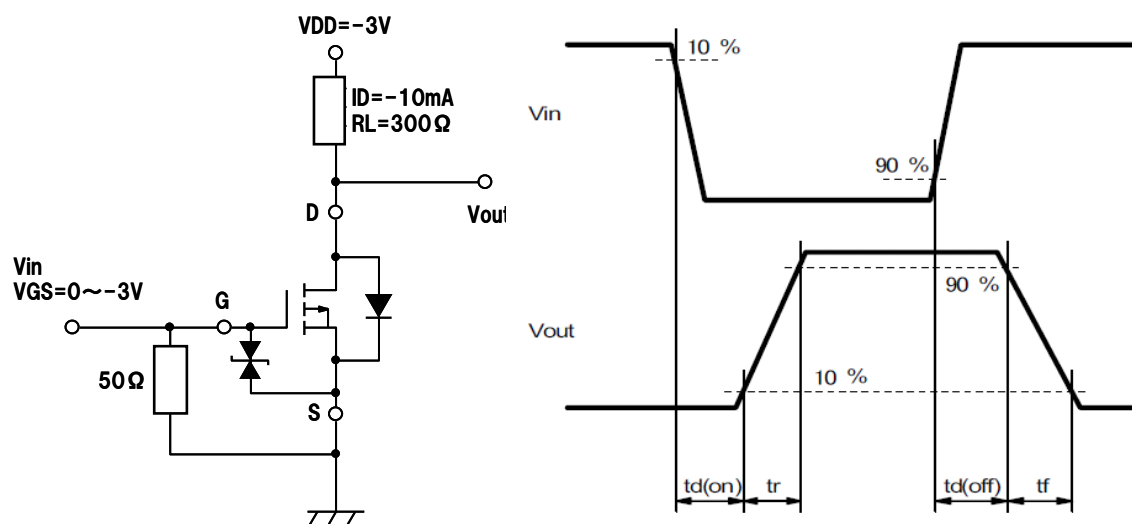 VDD=-3V
ID=-10mA
RL=300Ω
D
Vout
Vin
VGS=0～-3V
G
50Ω
S
10 %
Vin
90 %
90 %
Vout
10 %
td(on)
tr
td(off)
tf